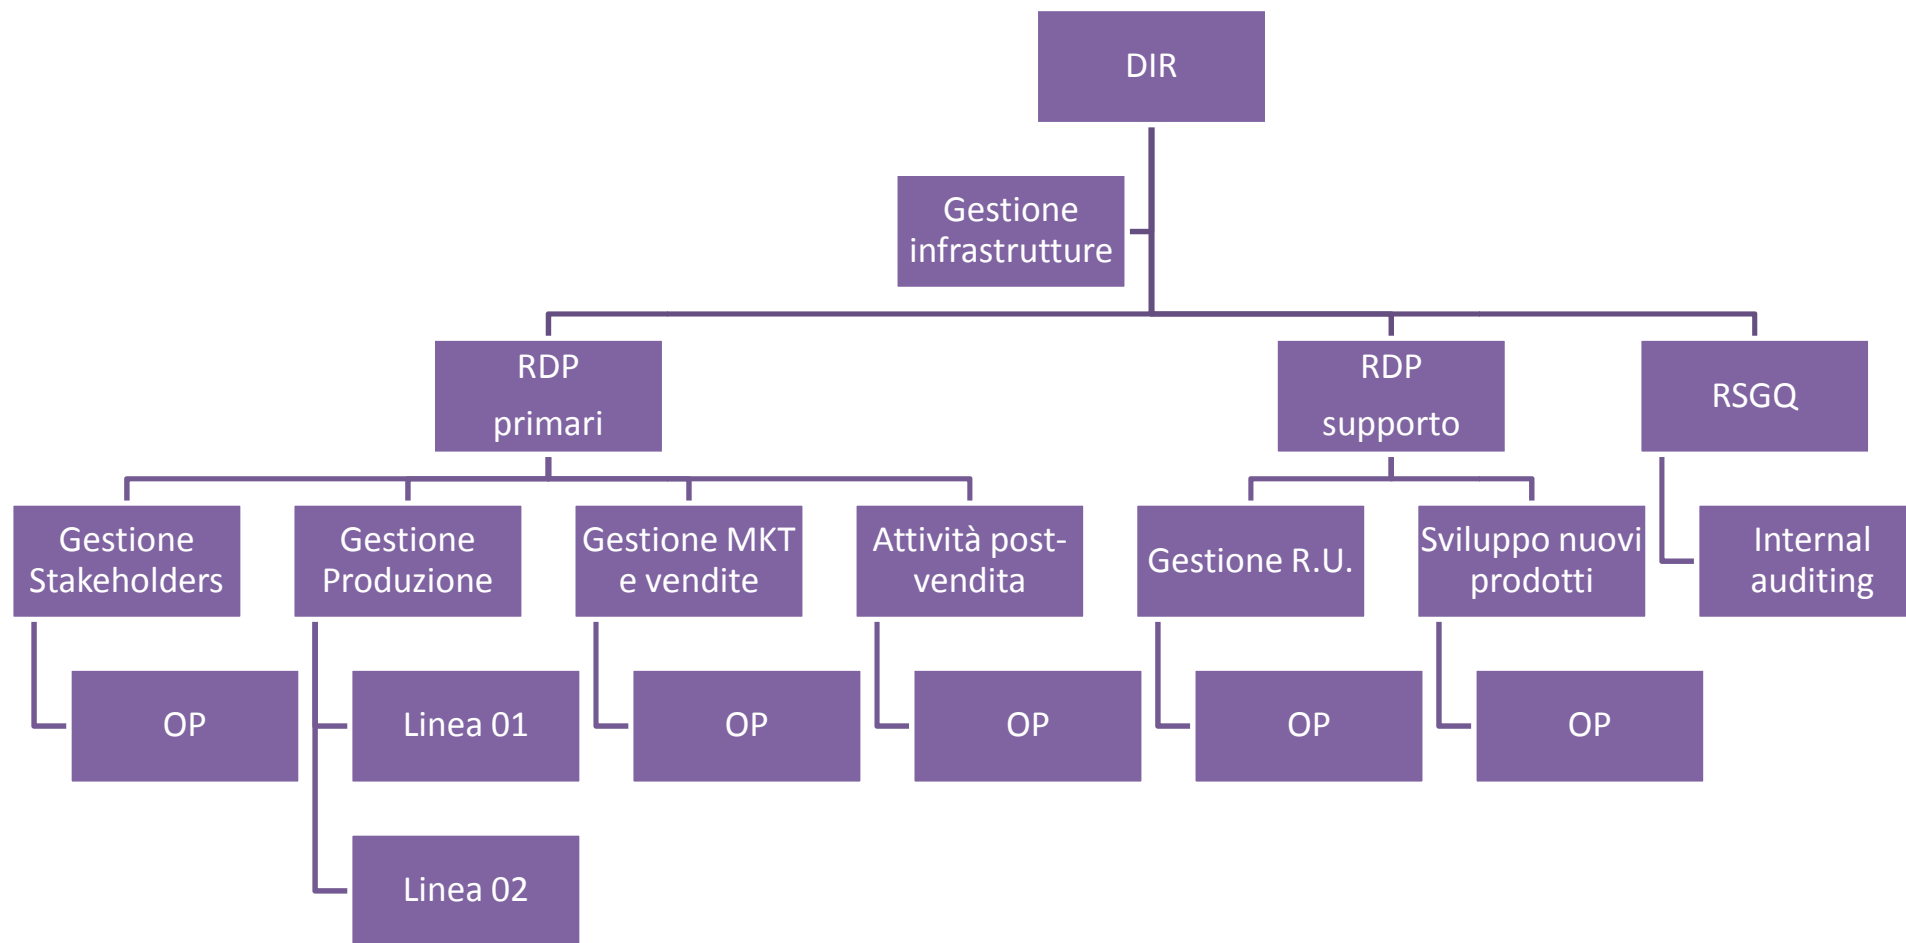 DIR
Gestione
infrastrutture
RDP
primari
RDP
supporto
RSGQ
Gestione
Stakeholders
Gestione
Produzione
Gestione MKT
e vendite
Attività post-
vendita
Gestione R.U.
Sviluppo nuovi
prodotti
Internal
auditing
OP
Linea 01
OP
OP
OP
OP
Linea 02